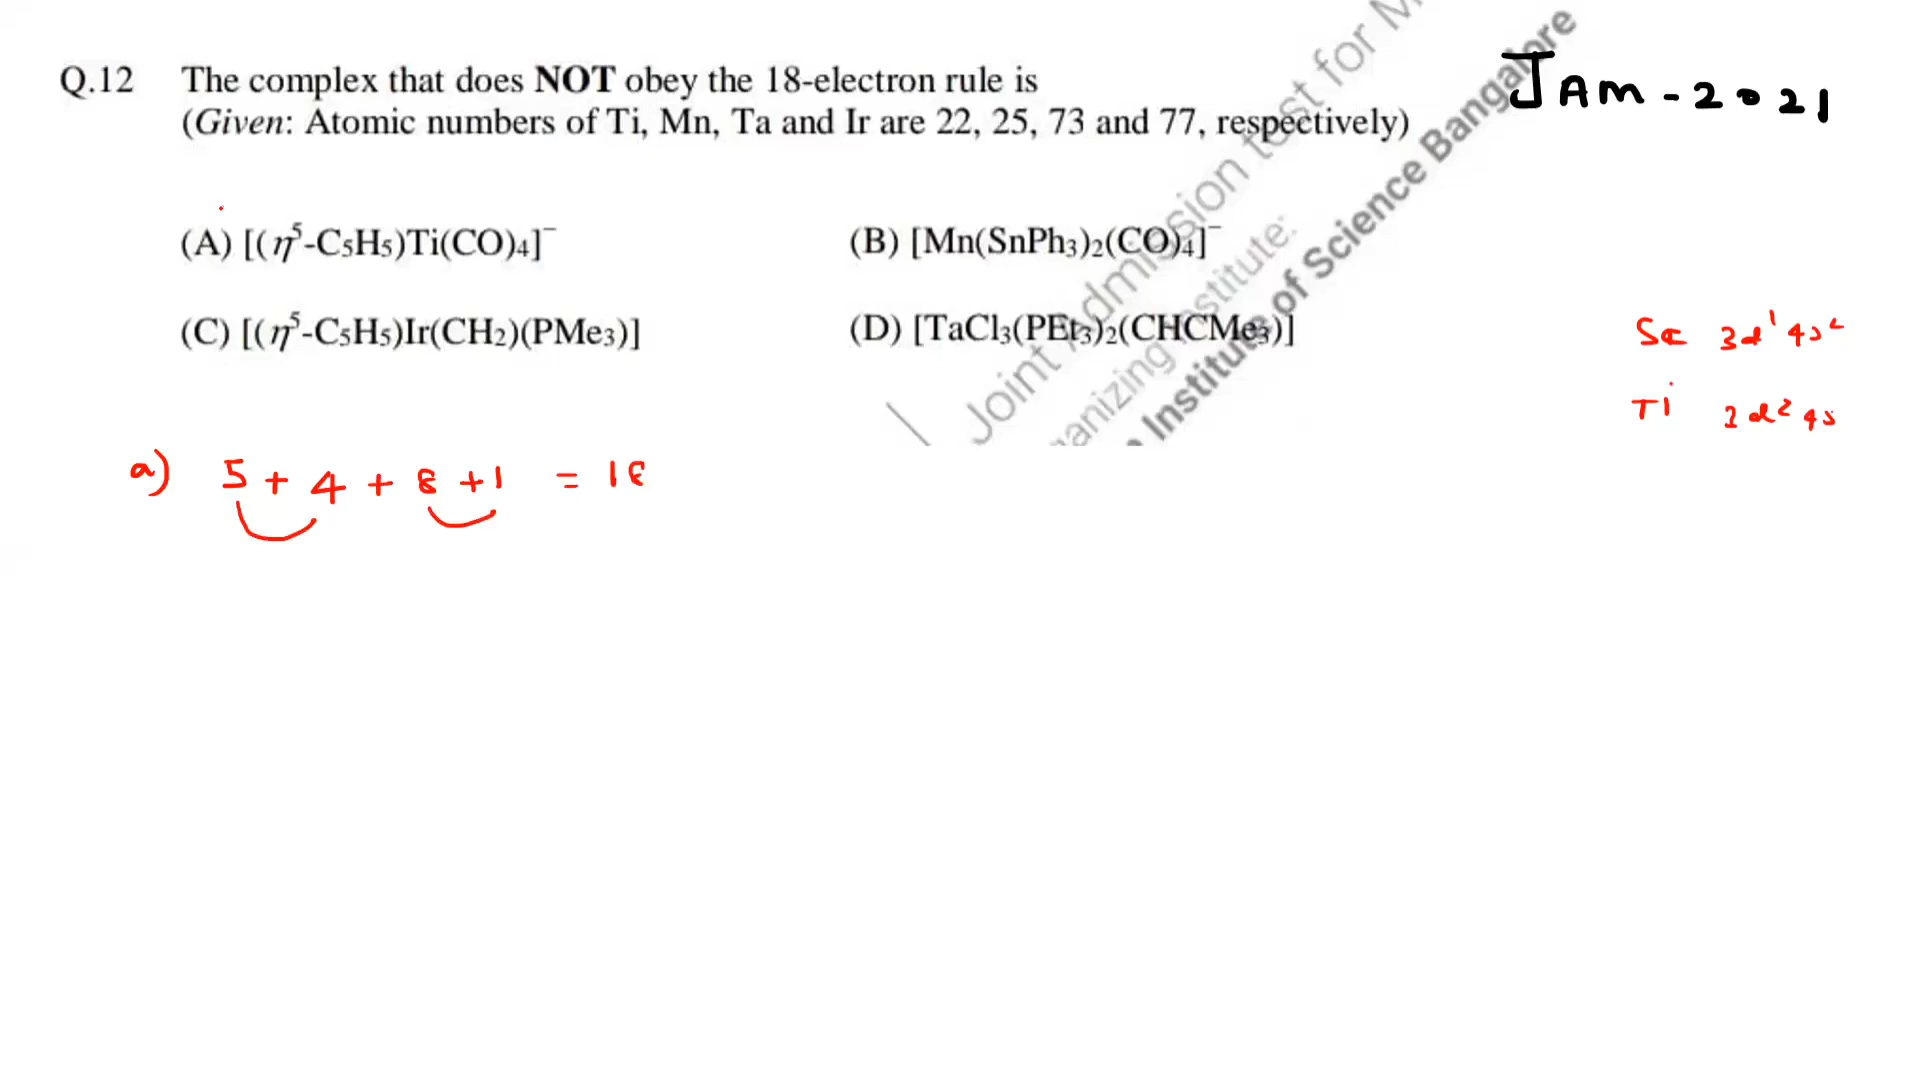 Q.12 The complex that does NOT obey the 18-electron rule is
(Given: Atomic numbers of Ti, Mn, Ta and Ir are 22, 25, 73 and 77, respectively)
JAM - 2021
(A) [(η⁵-C₅H₅)Ti(CO)₄]⁻
(B) [Mn(SnPh₃)₂(CO)₄]⁻
(C) [(η⁵-C₅H₅)Ir(CH₂)(PMe₃)]
(D) [TaCl₃(PEt₃)₂(CHCMe₃)]
Joint Admission test for M
ganizing Institute:
Institute of Science Bangalore
Sc 3d¹ 4s²
Ti 3d² 4s
a) 5 + 4 + 8 + 1 = 18